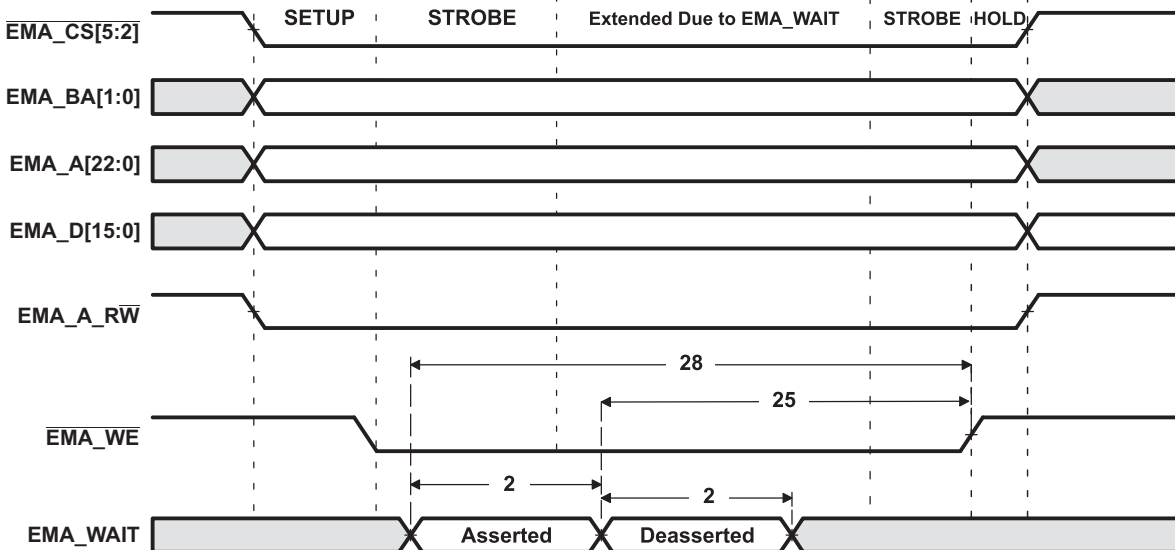 SETUP STROBE Extended Due to EMA_WAIT STROBE HOLD
EMA_CS[5:2]
EMA_BA[1:0]
EMA_A[22:0]
EMA_D[15:0]
EMA_A_RW
28
25
EMA_WE
2
2
EMA_WAIT Asserted Deasserted